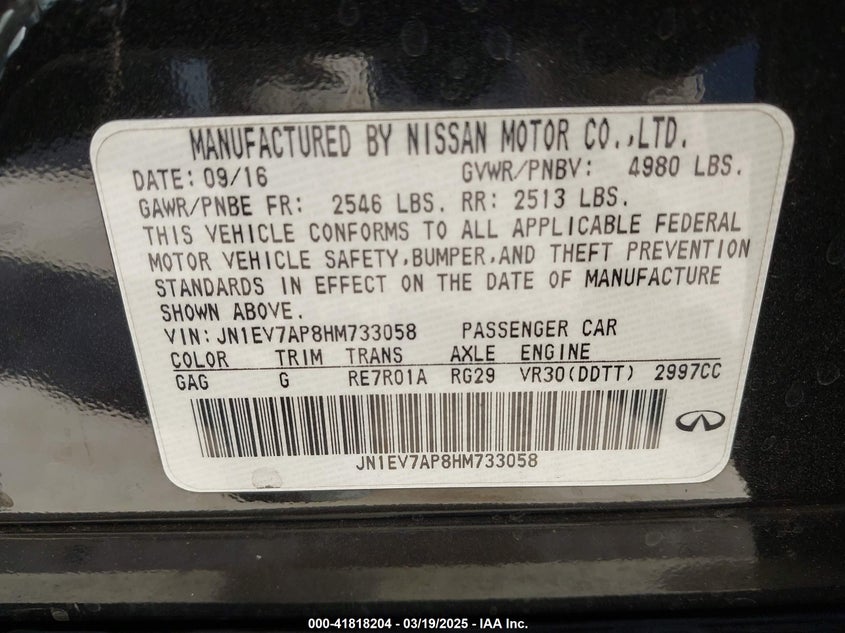 MANUFACTURED BY NISSAN MOTOR CO.,LTD.
DATE: 09/16 GVWR/PNBV: 4980 LBS.
GAWR/PNBE FR: 2546 LBS. RR: 2513 LBS.
THIS VEHICLE CONFORMS TO ALL APPLICABLE FEDERAL
MOTOR VEHICLE SAFETY,BUMPER,AND THEFT PREVENTION
STANDARDS IN EFFECT ON THE DATE OF MANUFACTURE
SHOWN ABOVE.
VIN: JN1EV7AP8HM733058 PASSENGER CAR
COLOR TRIM TRANS AXLE ENGINE
GAG G RE7R01A RG29 VR30(DDTT) 2997CC
JN1EV7AP8HM733058
000-41818204 - 03/19/2025 - IAA Inc.